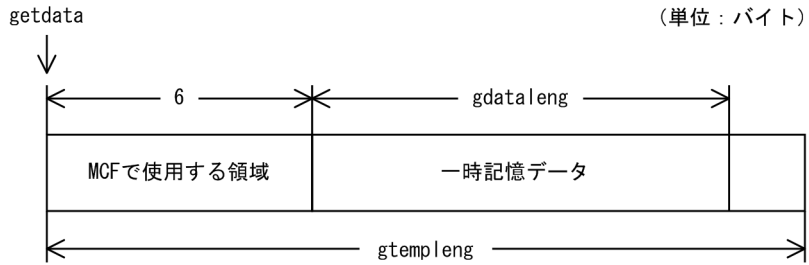 getdata
(単位：バイト)
6
gdataleng
MCFで使用する領域
一時記憶データ
gtempleng